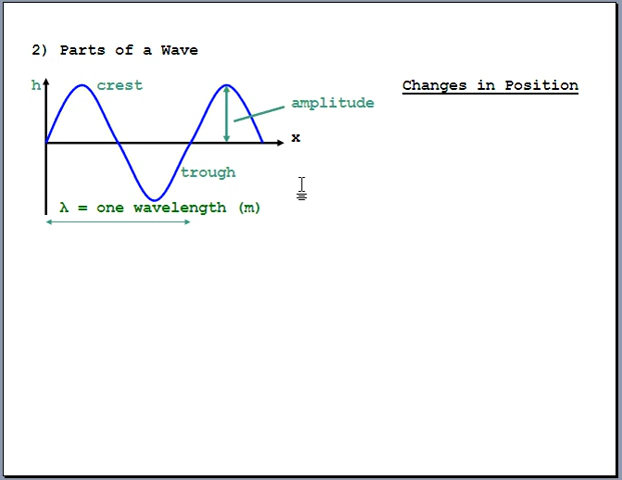 2) Parts of a Wave
h
crest
Changes in Position
amplitude
x
trough
λ = one wavelength (m)